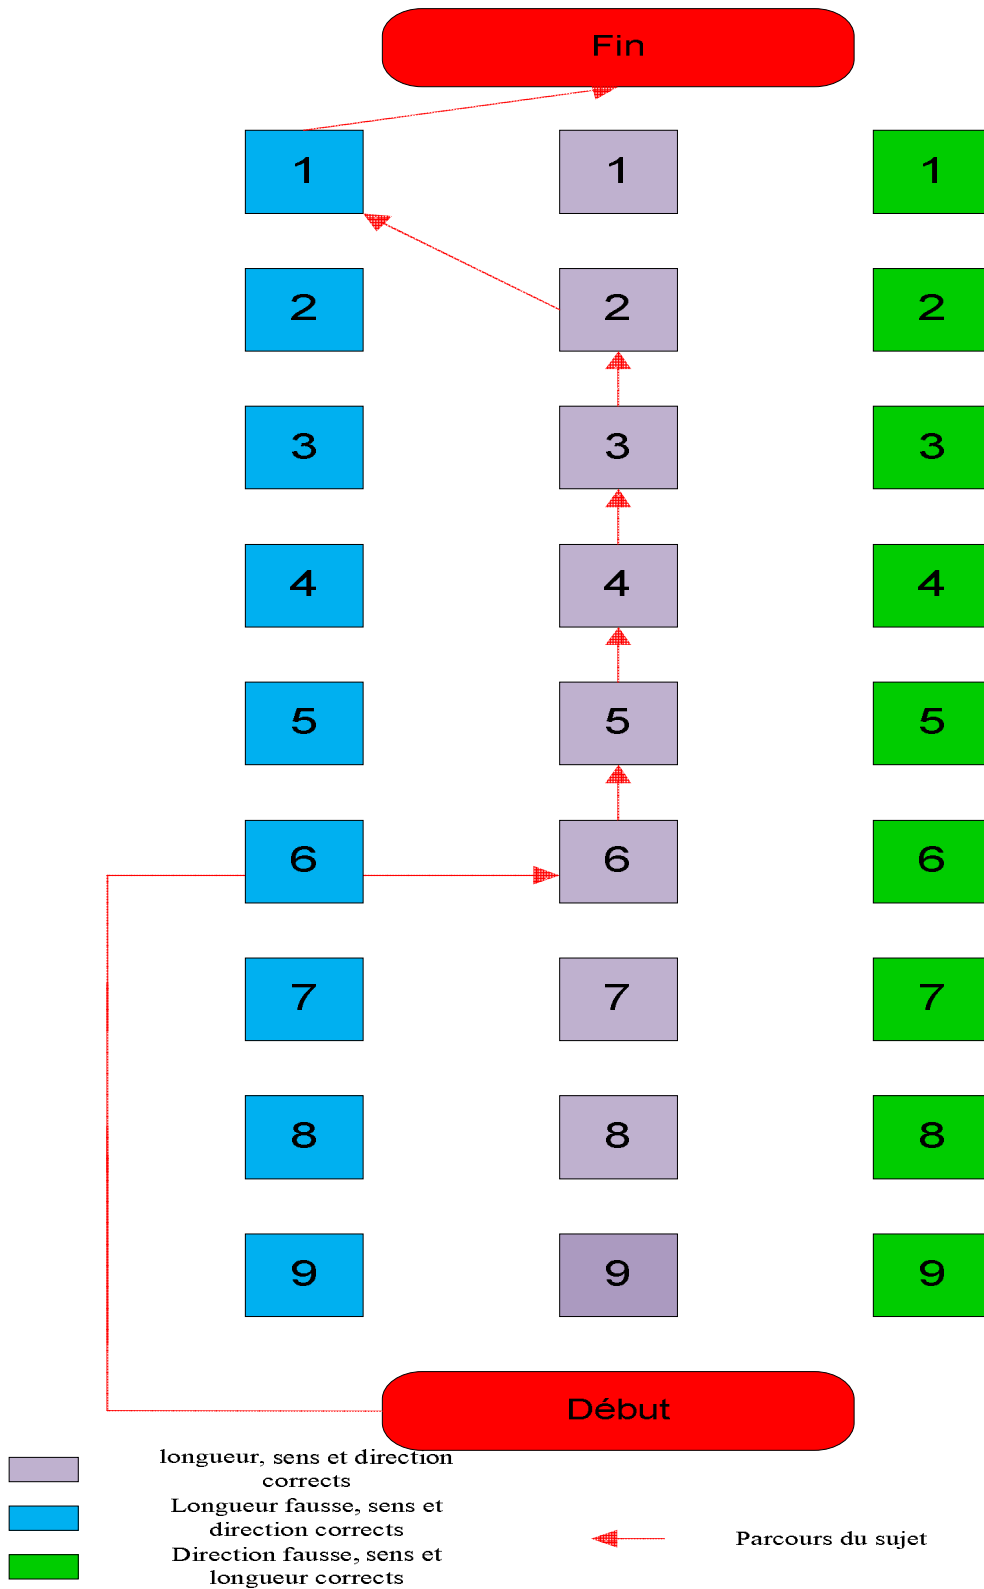 Fin
1 1 1
2 2 2
3 3 3
4 4 4
5 5 5
6 6 6
7 7 7
8 8 8
9 9 9
Début
longueur, sens et direction
corrects
Longueur fausse, sens et
direction corrects
Direction fausse, sens et
longueur corrects
Parcours du sujet